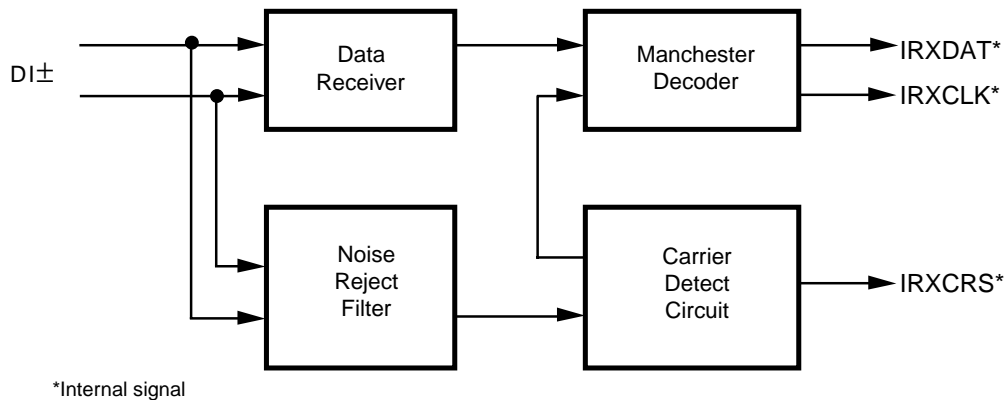 DI±
Data
Receiver
Manchester
Decoder
IRXDAT*
IRXCLK*
Noise
Reject
Filter
Carrier
Detect
Circuit
IRXCRS*
*Internal signal